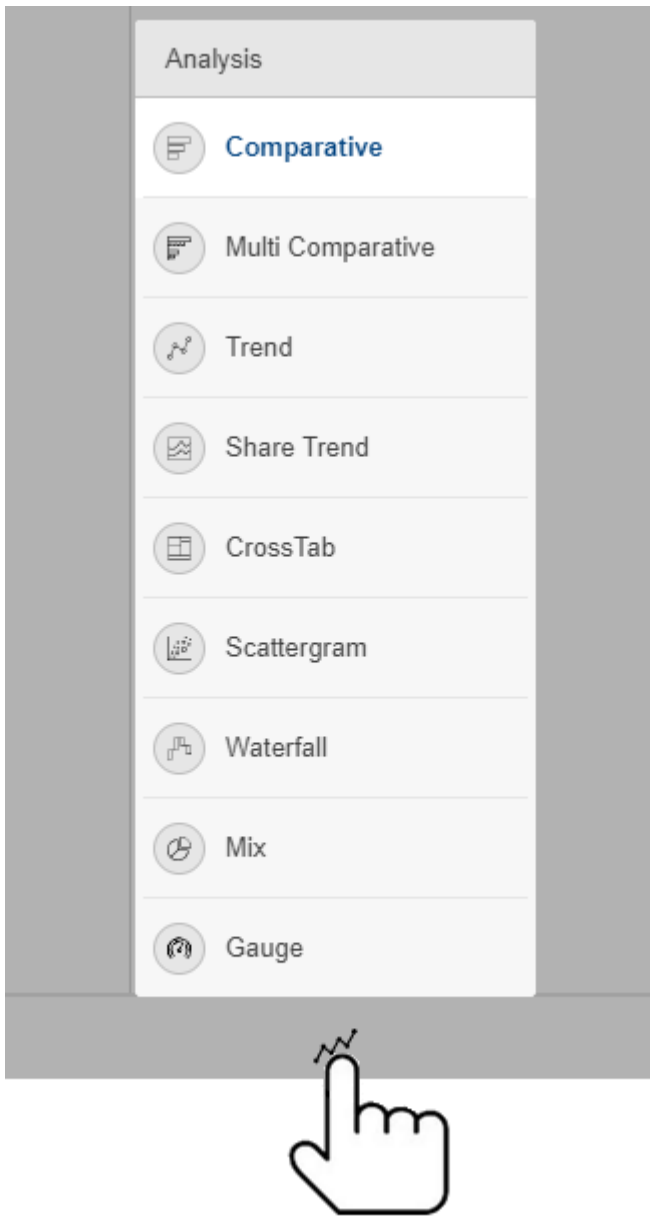 Analysis
Comparative
Multi Comparative
Trend
Share Trend
CrossTab
Scattergram
Waterfall
Mix
Gauge